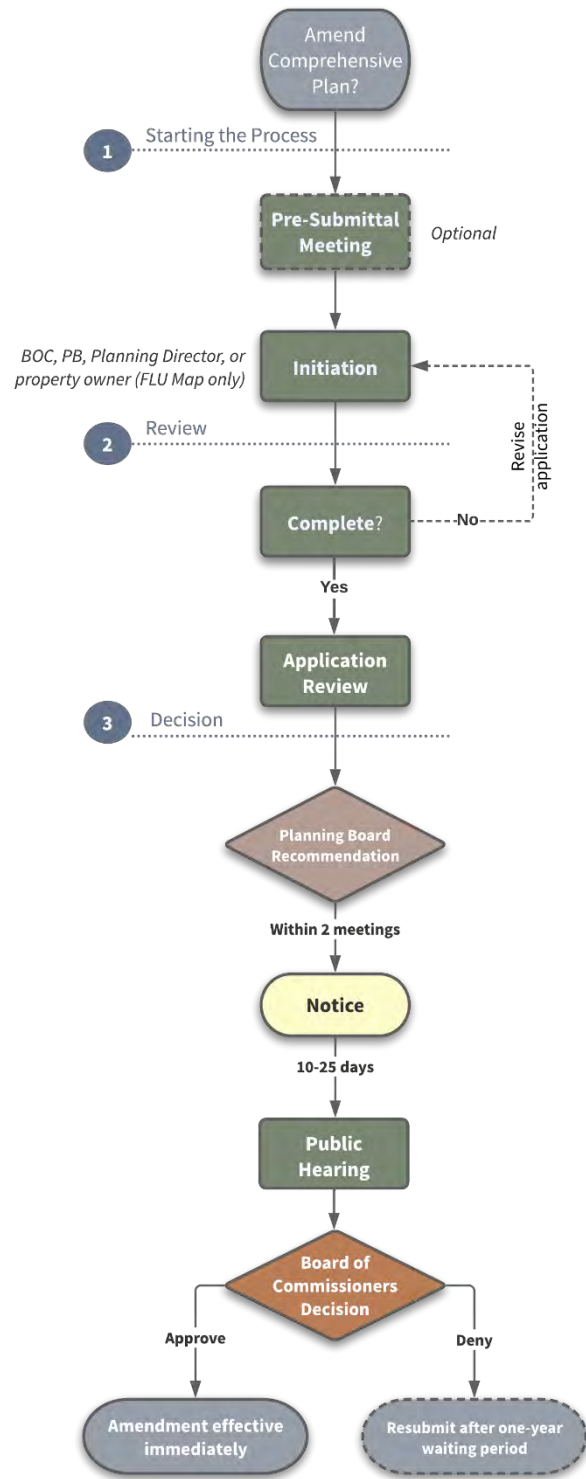 Amend
Comprehensive
Plan?
1
Starting the Process
Pre-Submittal
Meeting
Optional
BOC, PB, Planning Director, or
property owner (FLU Map only)
Initiation
Revise
application
2
Review
Complete?
No
Yes
Application
Review
3
Decision
Planning Board
Recommendation
Within 2 meetings
Notice
10-25 days
Public
Hearing
Board of
Commissioners
Decision
Approve
Deny
Amendment effective
immediately
Resubmit after one-year
waiting period